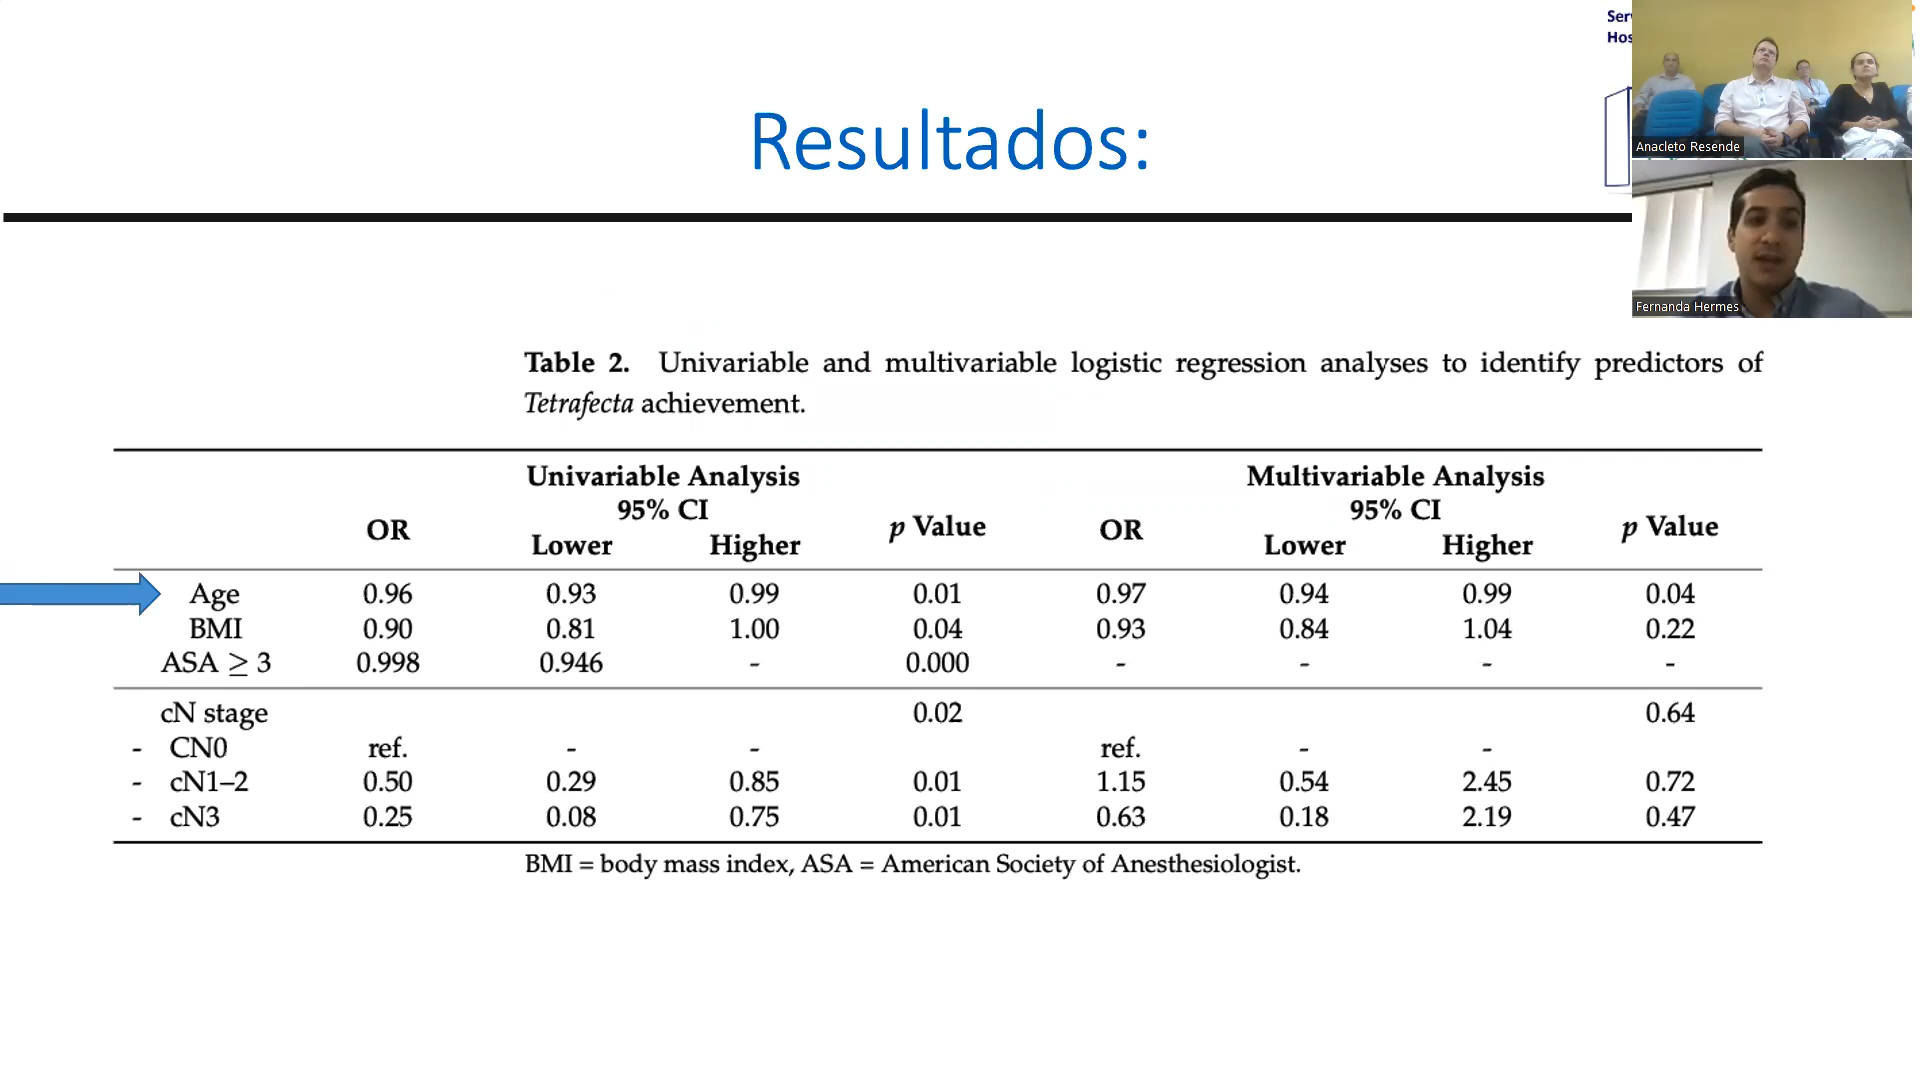 Ser
Hos
Resultados:
Anacleto Resende
Fernanda Hermes
Table 2. Univariable and multivariable logistic regression analyses to identify predictors of
Tetrafecta achievement.
Univariable Analysis Multivariable Analysis
OR 95% CI p Value OR 95% CI p Value
Lower Higher Lower Higher
Age 0.96 0.93 0.99 0.01 0.97 0.94 0.99 0.04
BMI 0.90 0.81 1.00 0.04 0.93 0.84 1.04 0.22
ASA ≥ 3 0.998 0.946 - 0.000 - - - -
cN stage 0.02 0.64
- CN0 ref. - - ref. - -
- cN1–2 0.50 0.29 0.85 0.01 1.15 0.54 2.45 0.72
- cN3 0.25 0.08 0.75 0.01 0.63 0.18 2.19 0.47
BMI = body mass index, ASA = American Society of Anesthesiologist.